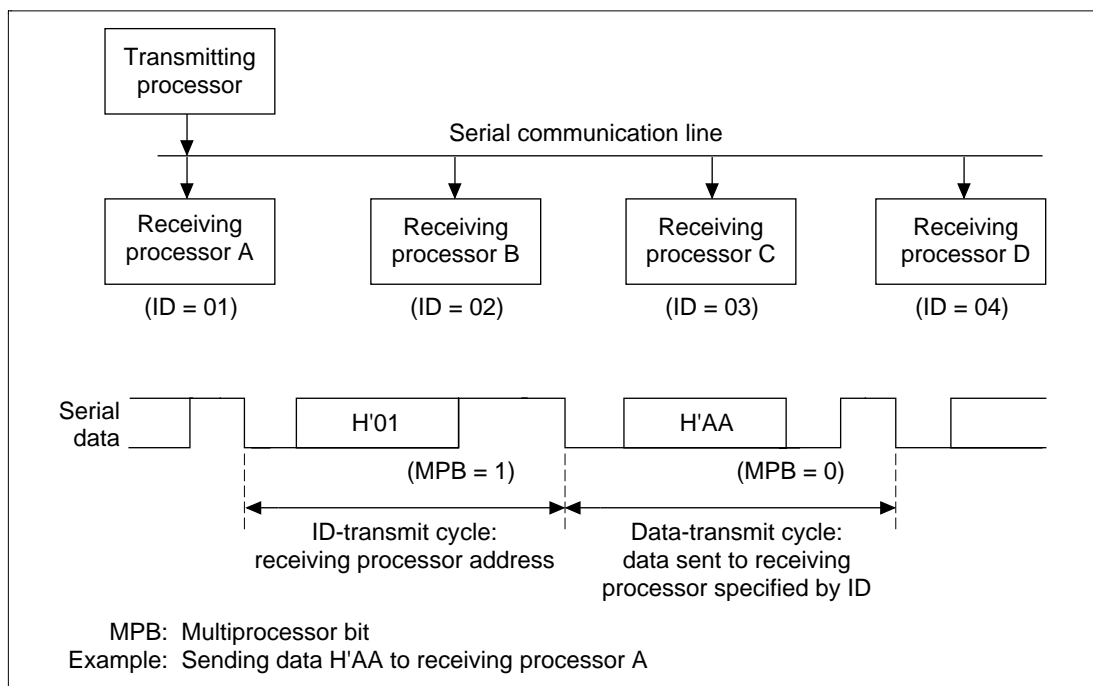 Transmitting
processor
Serial communication line
Receiving
processor A
Receiving
processor B
Receiving
processor C
Receiving
processor D
(ID = 01)
(ID = 02)
(ID = 03)
(ID = 04)
Serial
data
H'01
H'AA
(MPB = 1)
(MPB = 0)
ID-transmit cycle:
receiving processor address
Data-transmit cycle:
data sent to receiving
processor specified by ID
MPB: Multiprocessor bit
Example: Sending data H'AA to receiving processor A